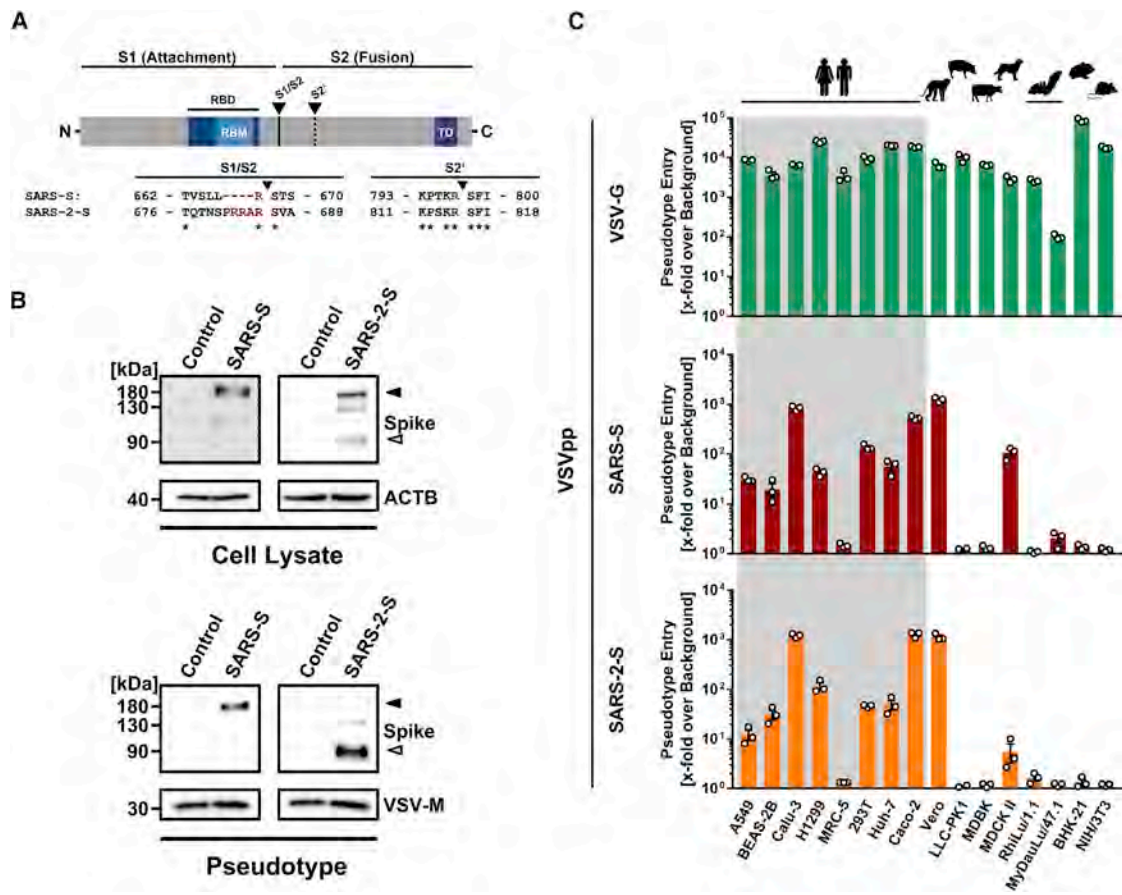 A
S1 (Attachment)
S2 (Fusion)
S1/S2
S2'
RBD
N
RBM
TD
C
S1/S2
S2'
SARS-S: 662 - TVSLL----R STS - 670 793 - KPTKR SFI - 800
SARS-2-S 676 - TQTNSPRRAR SVA - 688 811 - KPSKR SFI - 818
* * * ** ** ***
B
Control
SARS-S
Control
SARS-2-S
[kDa]
180
130
90
Spike
40
ACTB
Cell Lysate
Control
SARS-S
Control
SARS-2-S
[kDa]
180
130
90
Spike
30
VSV-M
Pseudotype
C
VSVpp
VSV-G
Pseudotype Entry
[x-fold over Background]
10⁵
10⁴
10³
10²
10¹
10⁰
SARS-S
Pseudotype Entry
[x-fold over Background]
10⁴
10³
10²
10¹
10⁰
SARS-2-S
Pseudotype Entry
[x-fold over Background]
10⁴
10³
10²
10¹
10⁰
A549
BEAS-2B
Calu-3
H1299
MRC-5
293T
Huh-7
Caco-2
Vero
LLC-PK1
MDBK
MDCK II
RhiLu/1.1
MyDauLu/47.1
BHK-21
NIH/3T3